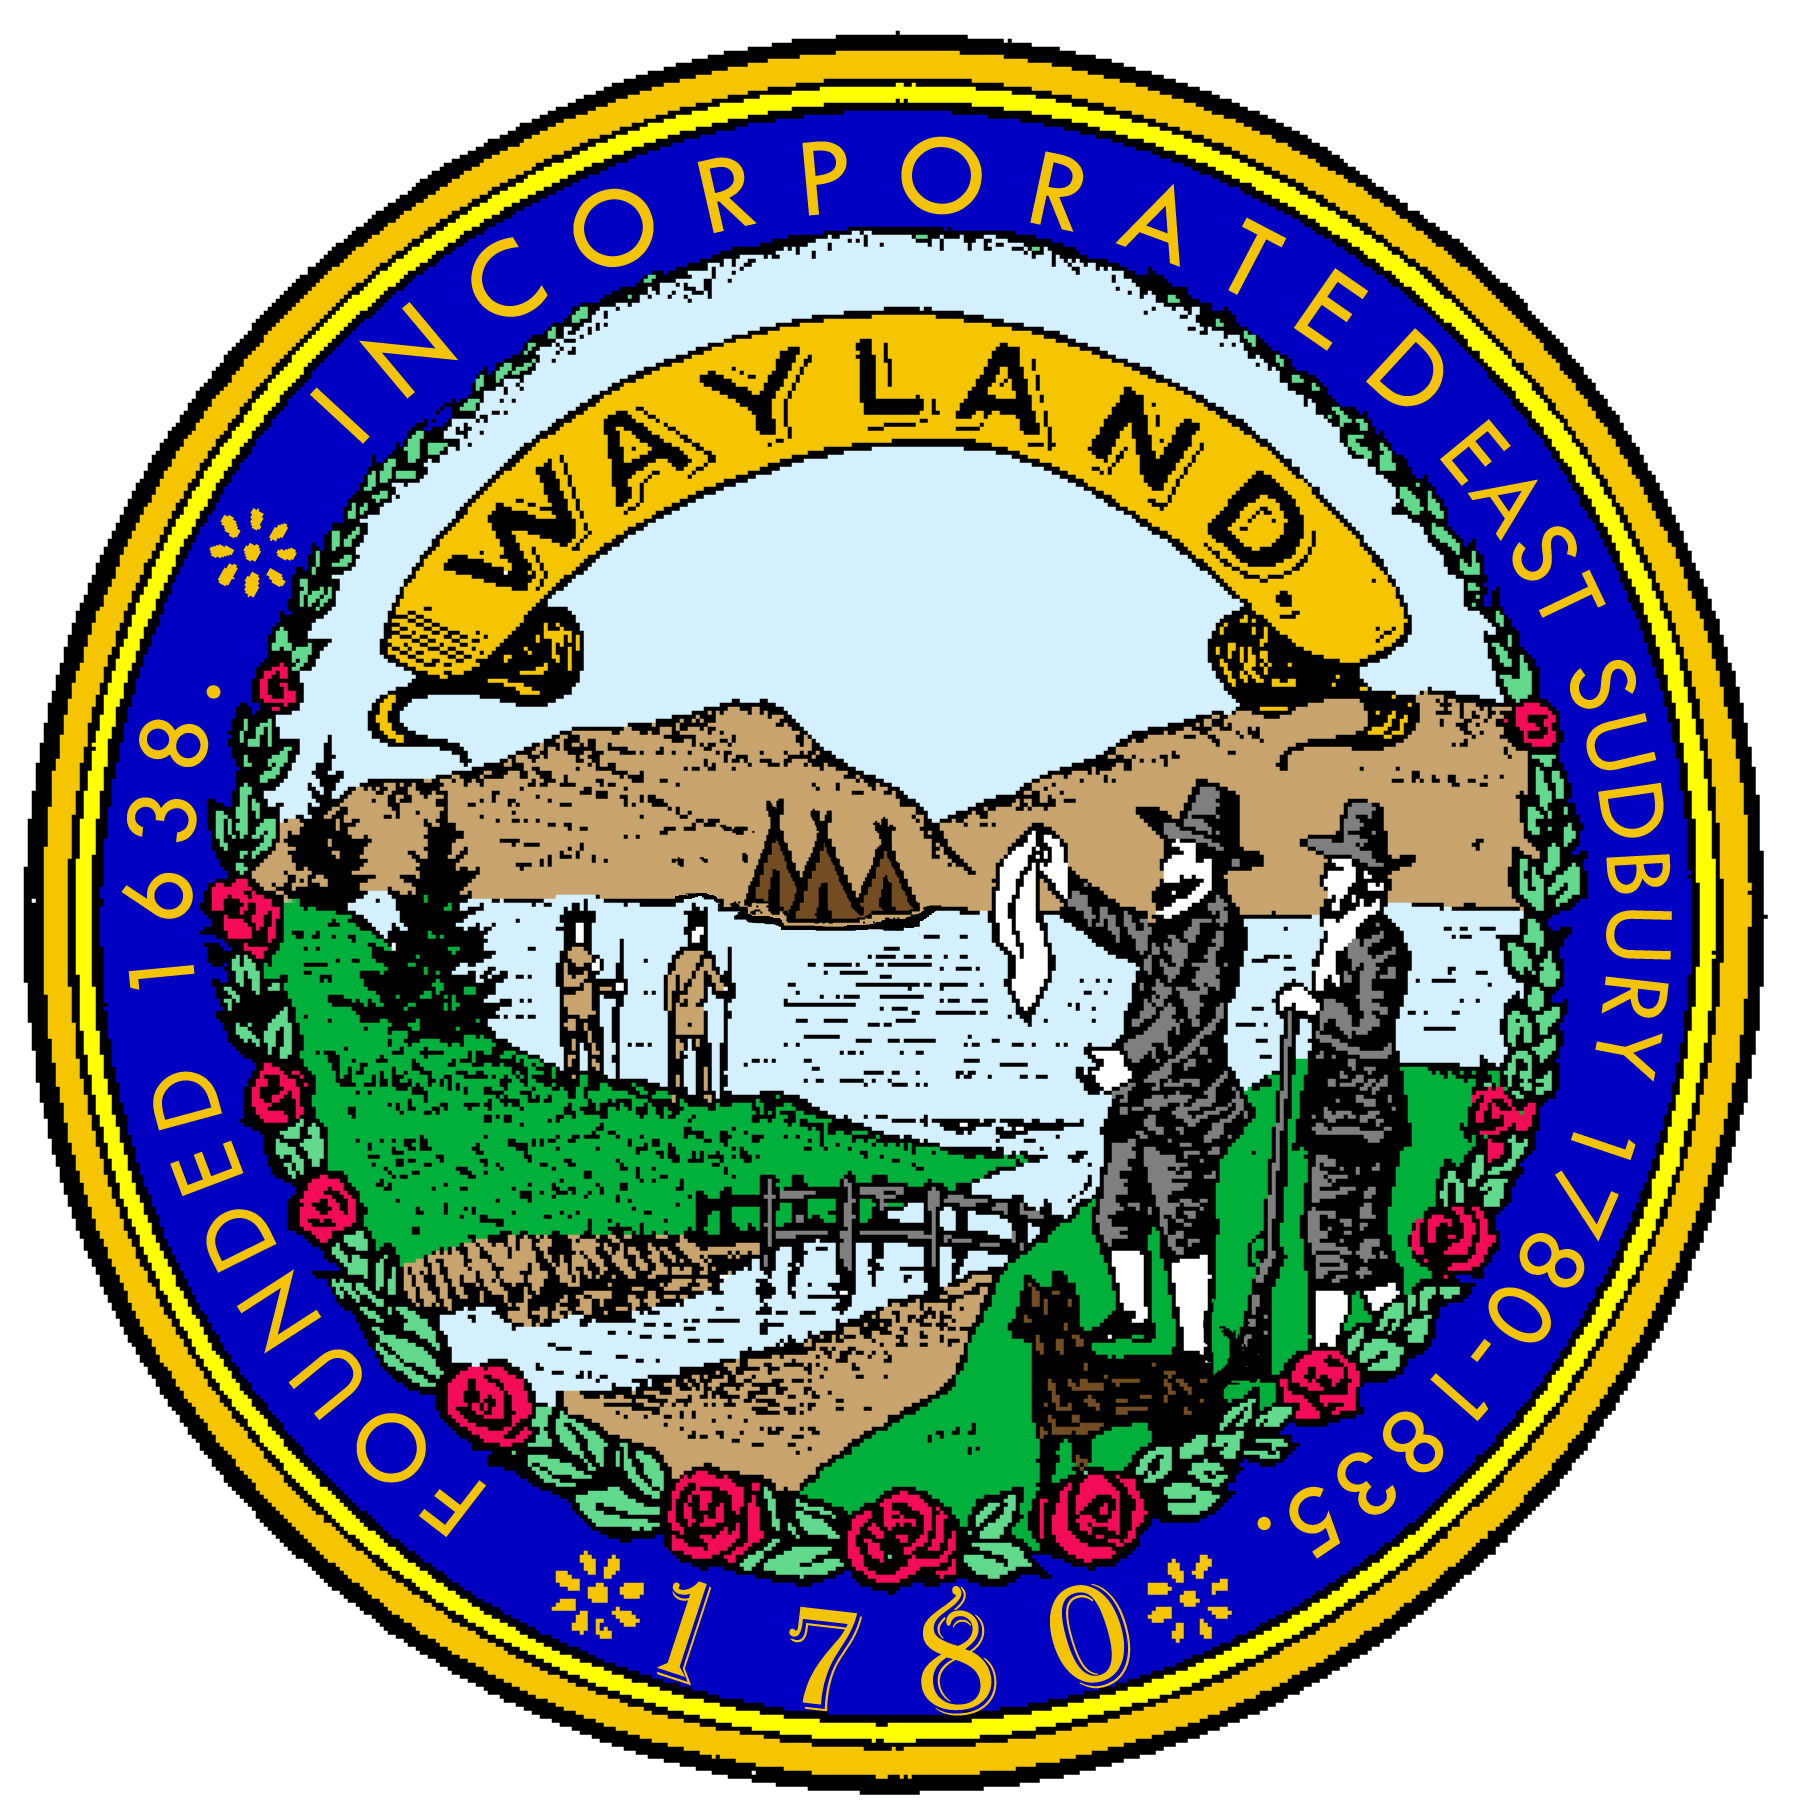 FOUNDED 1638. INCORPORATED EAST SUDBURY 1780-1835.
WAYLAND.
1780